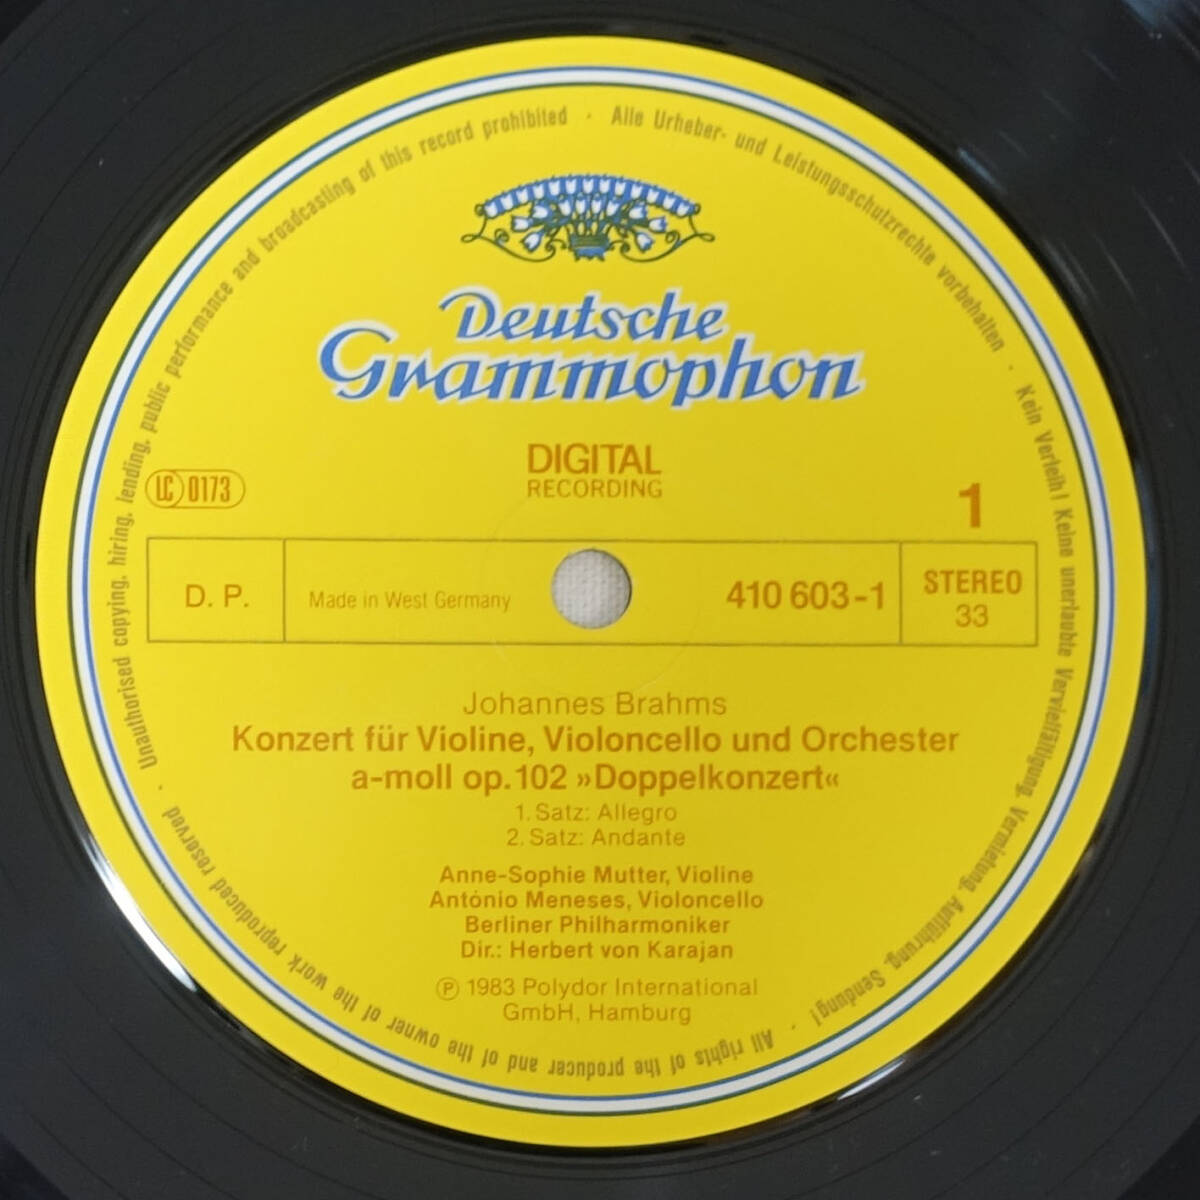 Alle Urheber- und Leistungsschutzrechte vorbehalten · Kein Verleih! Keine unerlaubte Vervielfältigung, Vermietung, Aufführung, Sendung! · All rights of the producer and of the owner of the work reproduced reserved · Unauthorised copying, hiring, lending, public performance and broadcasting of this record prohibited ·
Deutsche
Grammophon
DIGITAL
RECORDING
LC 0173
1
D. P.
Made in West Germany
410 603-1
STEREO
33
Johannes Brahms
Konzert für Violine, Violoncello und Orchester
a-moll op. 102 »Doppelkonzert«
1. Satz: Allegro
2. Satz: Andante
Anne-Sophie Mutter, Violine
António Meneses, Violoncello
Berliner Philharmoniker
Dir.: Herbert von Karajan
℗ 1983 Polydor International
GmbH, Hamburg